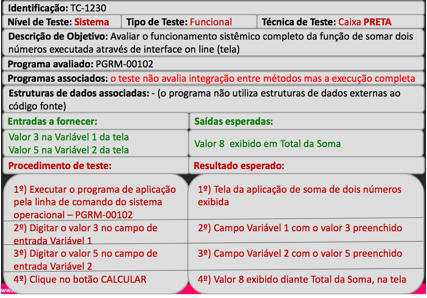 Identificação: TC-1230
Nível de Teste: Sistema
Tipo de Teste: Funcional
Técnica de Teste: Caixa PRETA
Descrição de Objetivo: Avaliar o funcionamento sistêmico completo da função de somar dois
números executada através de interface on line (tela)
Programa avaliado: PGRM-00102
Programas associados: o teste não avalia integração entre métodos mas a execução completa
Estruturas de dados associadas: - (o programa não utiliza estruturas de dados externas ao
código fonte)
Entradas a fornecer:
Valor 3 na Variável 1 da tela
Valor 5 na Variável 2 da tela
Saídas esperadas:
Valor 8 exibido em Total da Soma
Procedimento de teste:
Resultado esperado:
1º) Executar o programa de aplicação
pela linha de comando do sistema
operacional – PGRM-00102
1º) Tela da aplicação de soma de dois números
exibida
2º) Digitar o valor 3 no campo de
entrada Variável 1
2º) Campo Variável 1 com o valor 3 preenchido
3º) Digitar o valor 5 no campo de
entrada Variável 2
3º) Campo Variável 2 com o valor 5 preenchido
4º) Clique no botão CALCULAR
4º) Valor 8 exibido diante Total da Soma, na tela